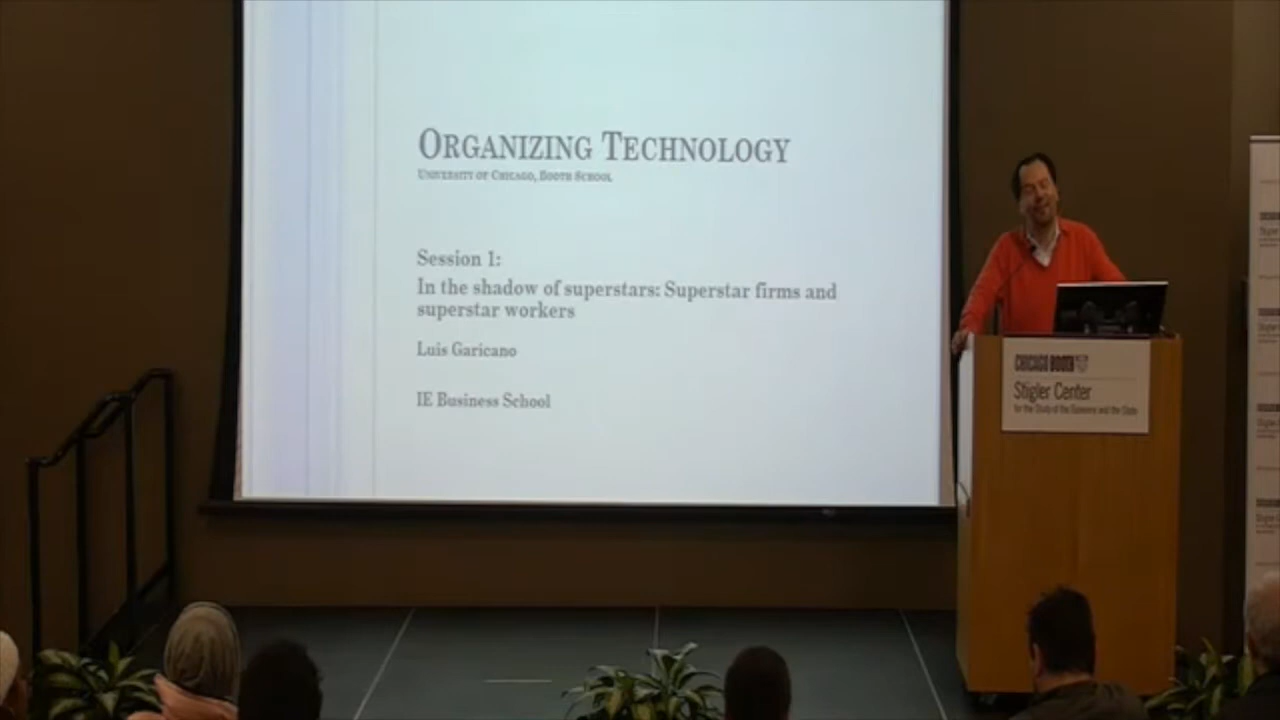 ORGANIZING TECHNOLOGY
UNIVERSITY OF CHICAGO, BOOTH SCHOOL
Session 1:
In the shadow of superstars: Superstar firms and
superstar workers
Luis Garicano
IE Business School
CHICAGO BOOTH
Stigler Center
for the Study of the Economy and the State